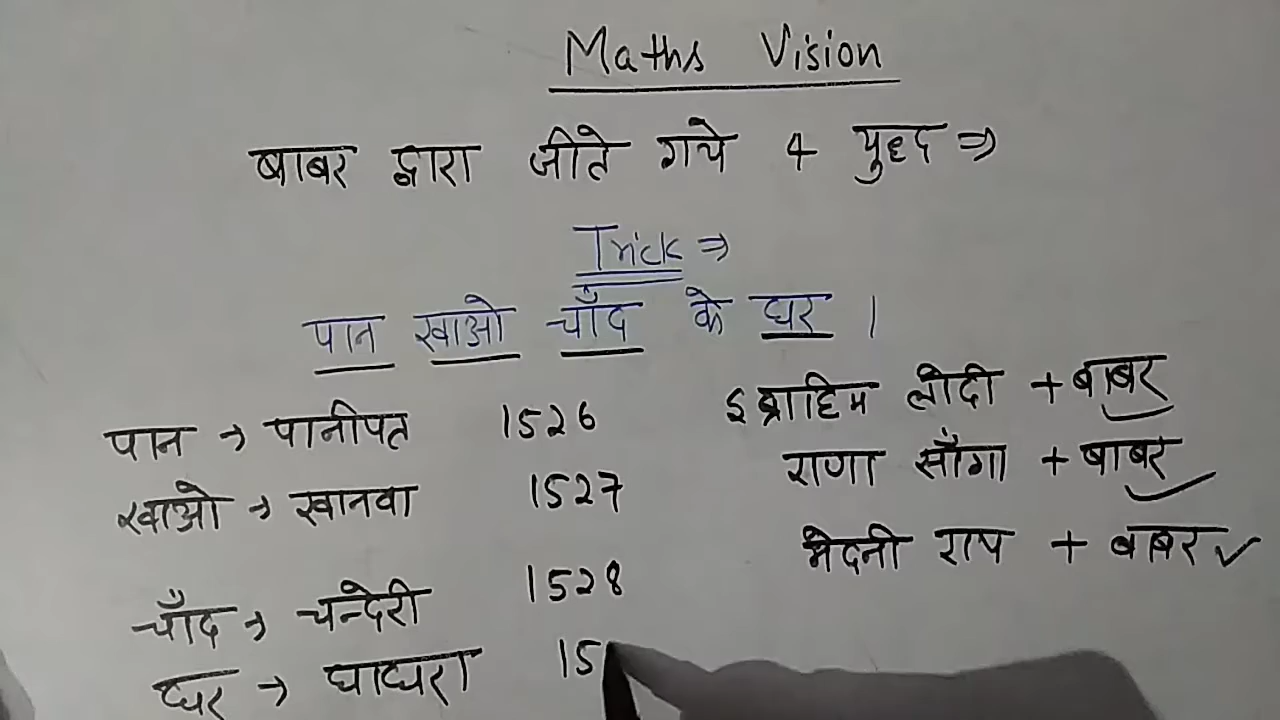 Maths Vision
बाबर द्वारा जीते गये 4 युद्द ⇒
Trick ⇒
पान खाओ चाँद के घर ।
पान → पानीपत 1526 इब्राहिम लोदी + बाबर
खाओ → खानवा 1527 राणा साँगा + बाबर
चाँद → चन्देरी 1528 मेदनी राय + बाबर ✓
घर → घाघरा 15